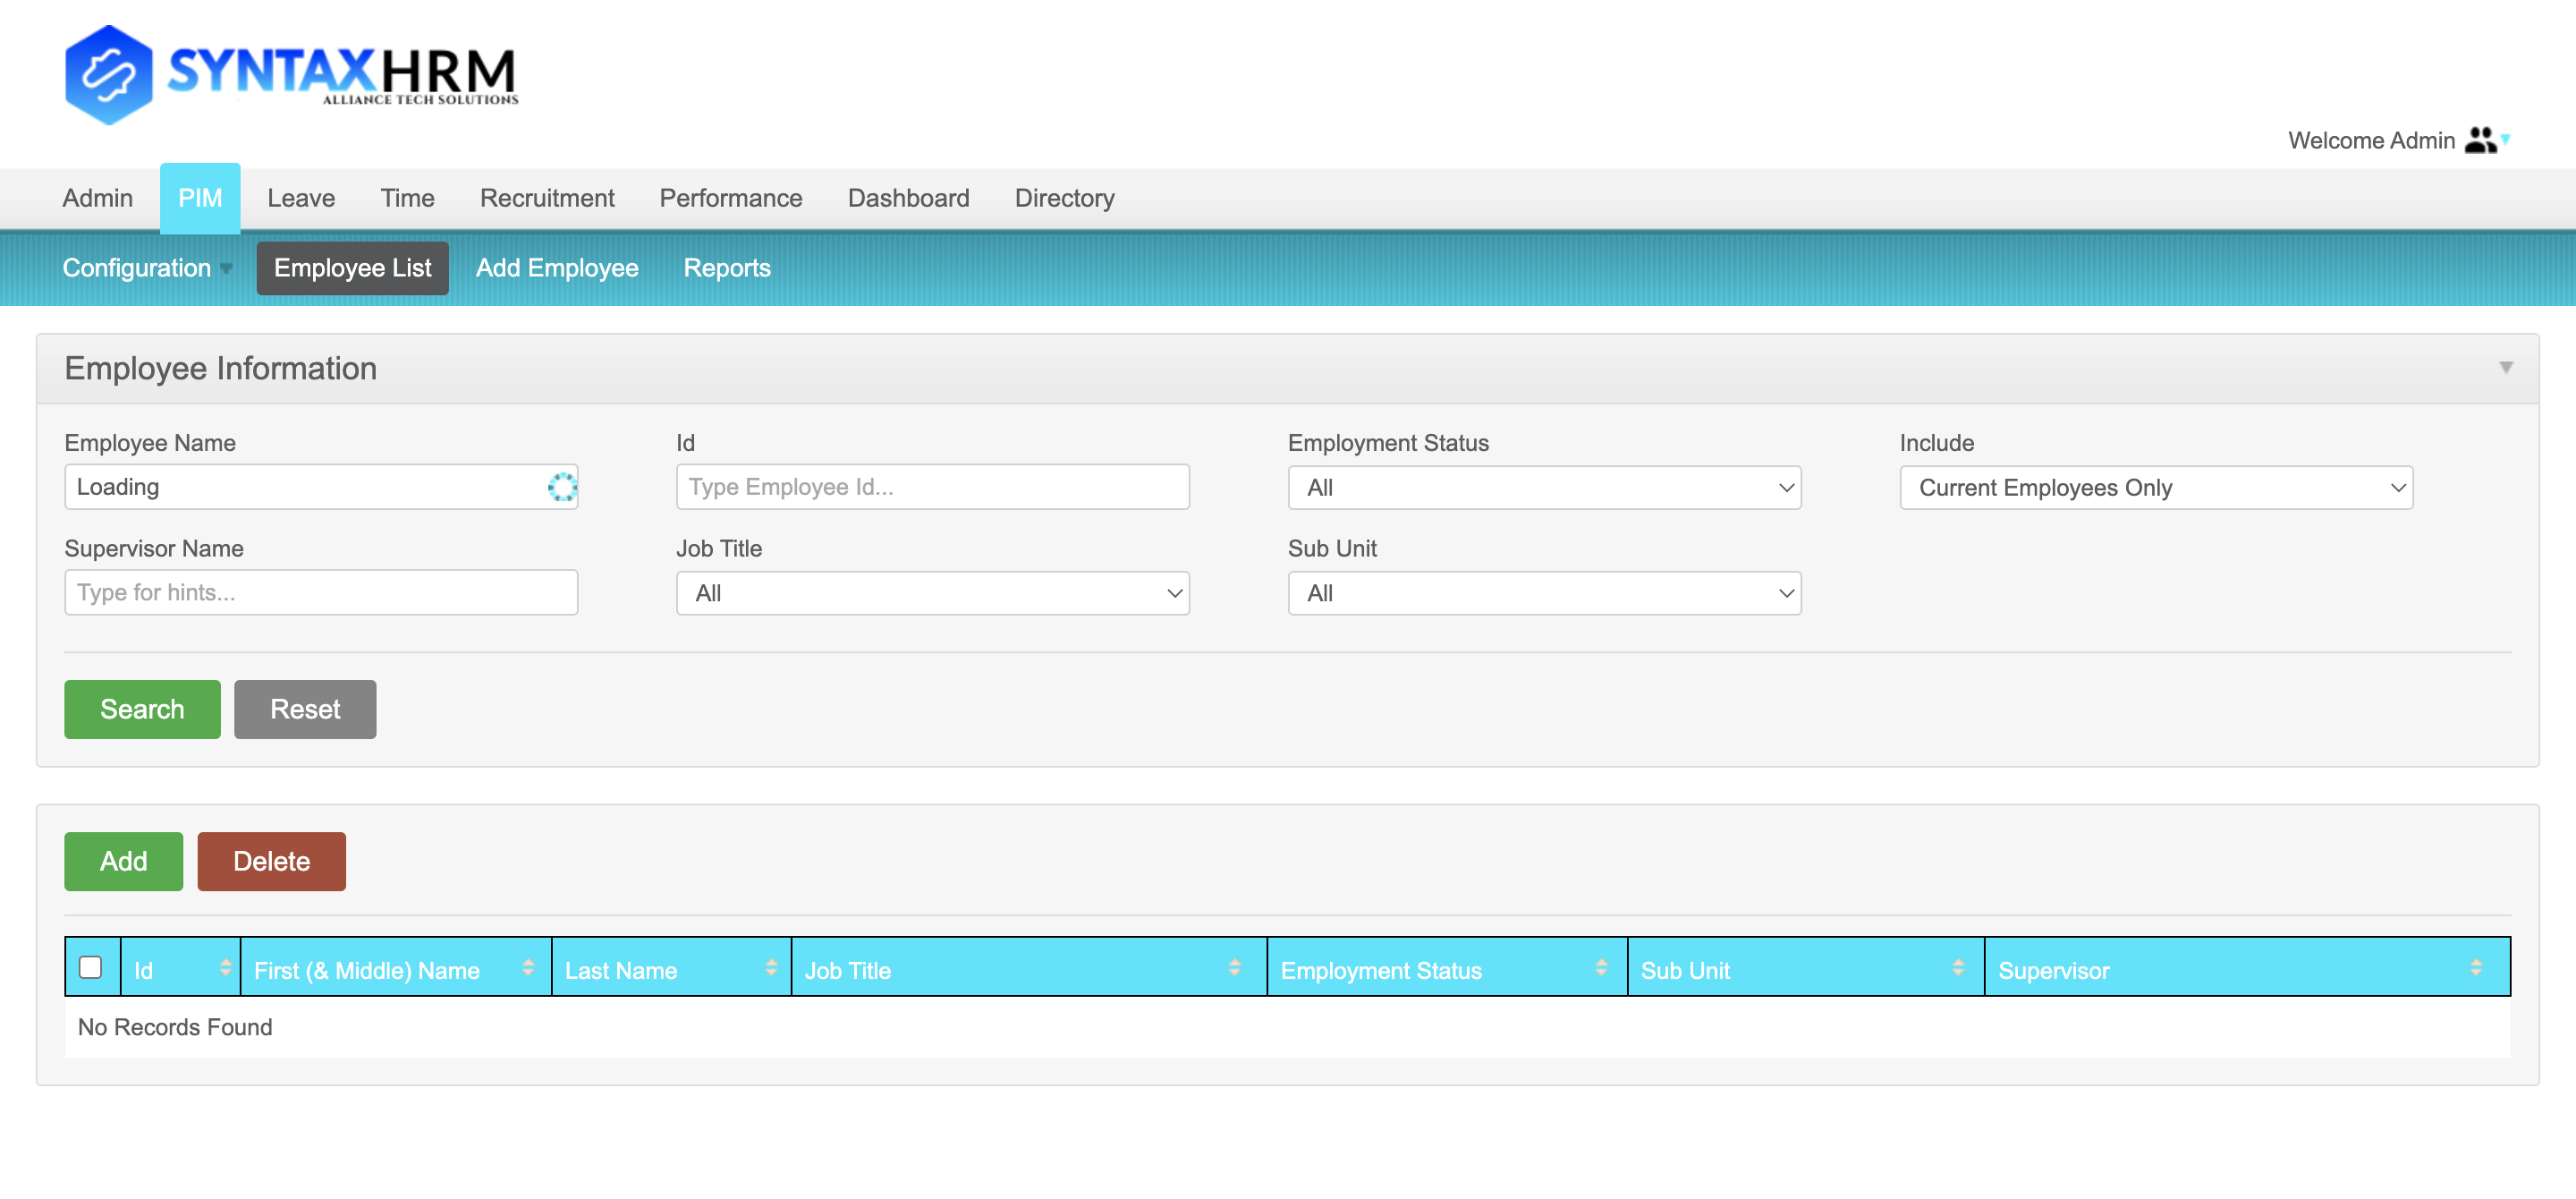 SYNTAXHRM
ALLIANCE TECH SOLUTIONS
Welcome Admin
Admin PIM Leave Time Recruitment Performance Dashboard Directory
Configuration Employee List Add Employee Reports
Employee Information
Employee Name Id Employment Status Include
Loading Type Employee Id... All Current Employees Only
Supervisor Name Job Title Sub Unit
Type for hints... All All
Search Reset
Add Delete
Id First (& Middle) Name Last Name Job Title Employment Status Sub Unit Supervisor
No Records Found